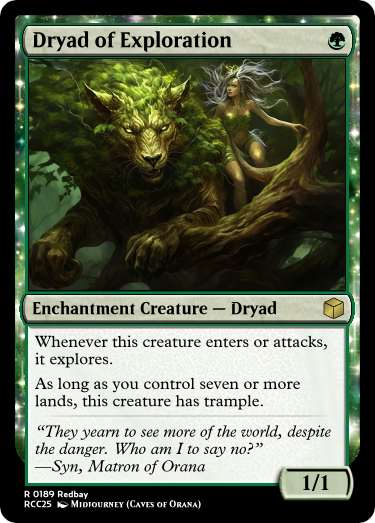 Dryad of Exploration
Enchantment Creature — Dryad
Whenever this creature enters or attacks,
it explores.
As long as you control seven or more
lands, this creature has trample.
“They yearn to see more of the world, despite
the danger. Who am I to say no?”
—Syn, Matron of Orana
1/1
R 0189 Redbay
RCC25 Midjourney (Caves of Orana)